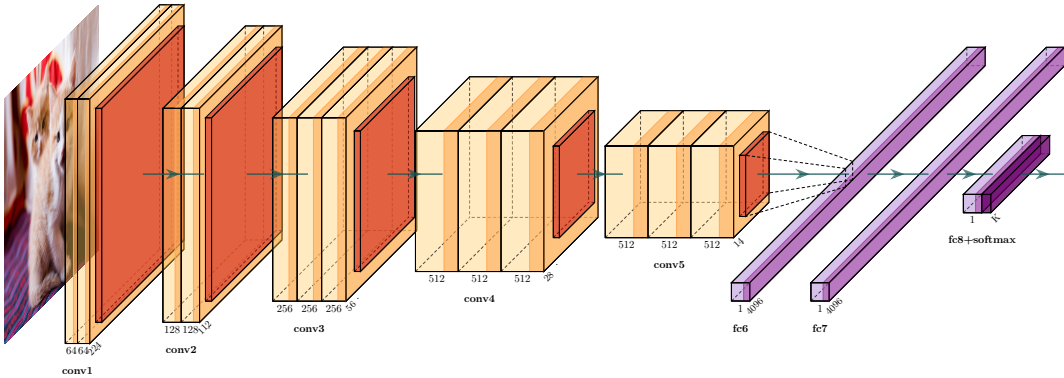 64 64 224
conv1
128 128 112
conv2
256 256 256 56
conv3
512 512 512 28
conv4
512 512 512 14
conv5
1 4096
fc6
1 4096
fc7
1 K
fc8+softmax